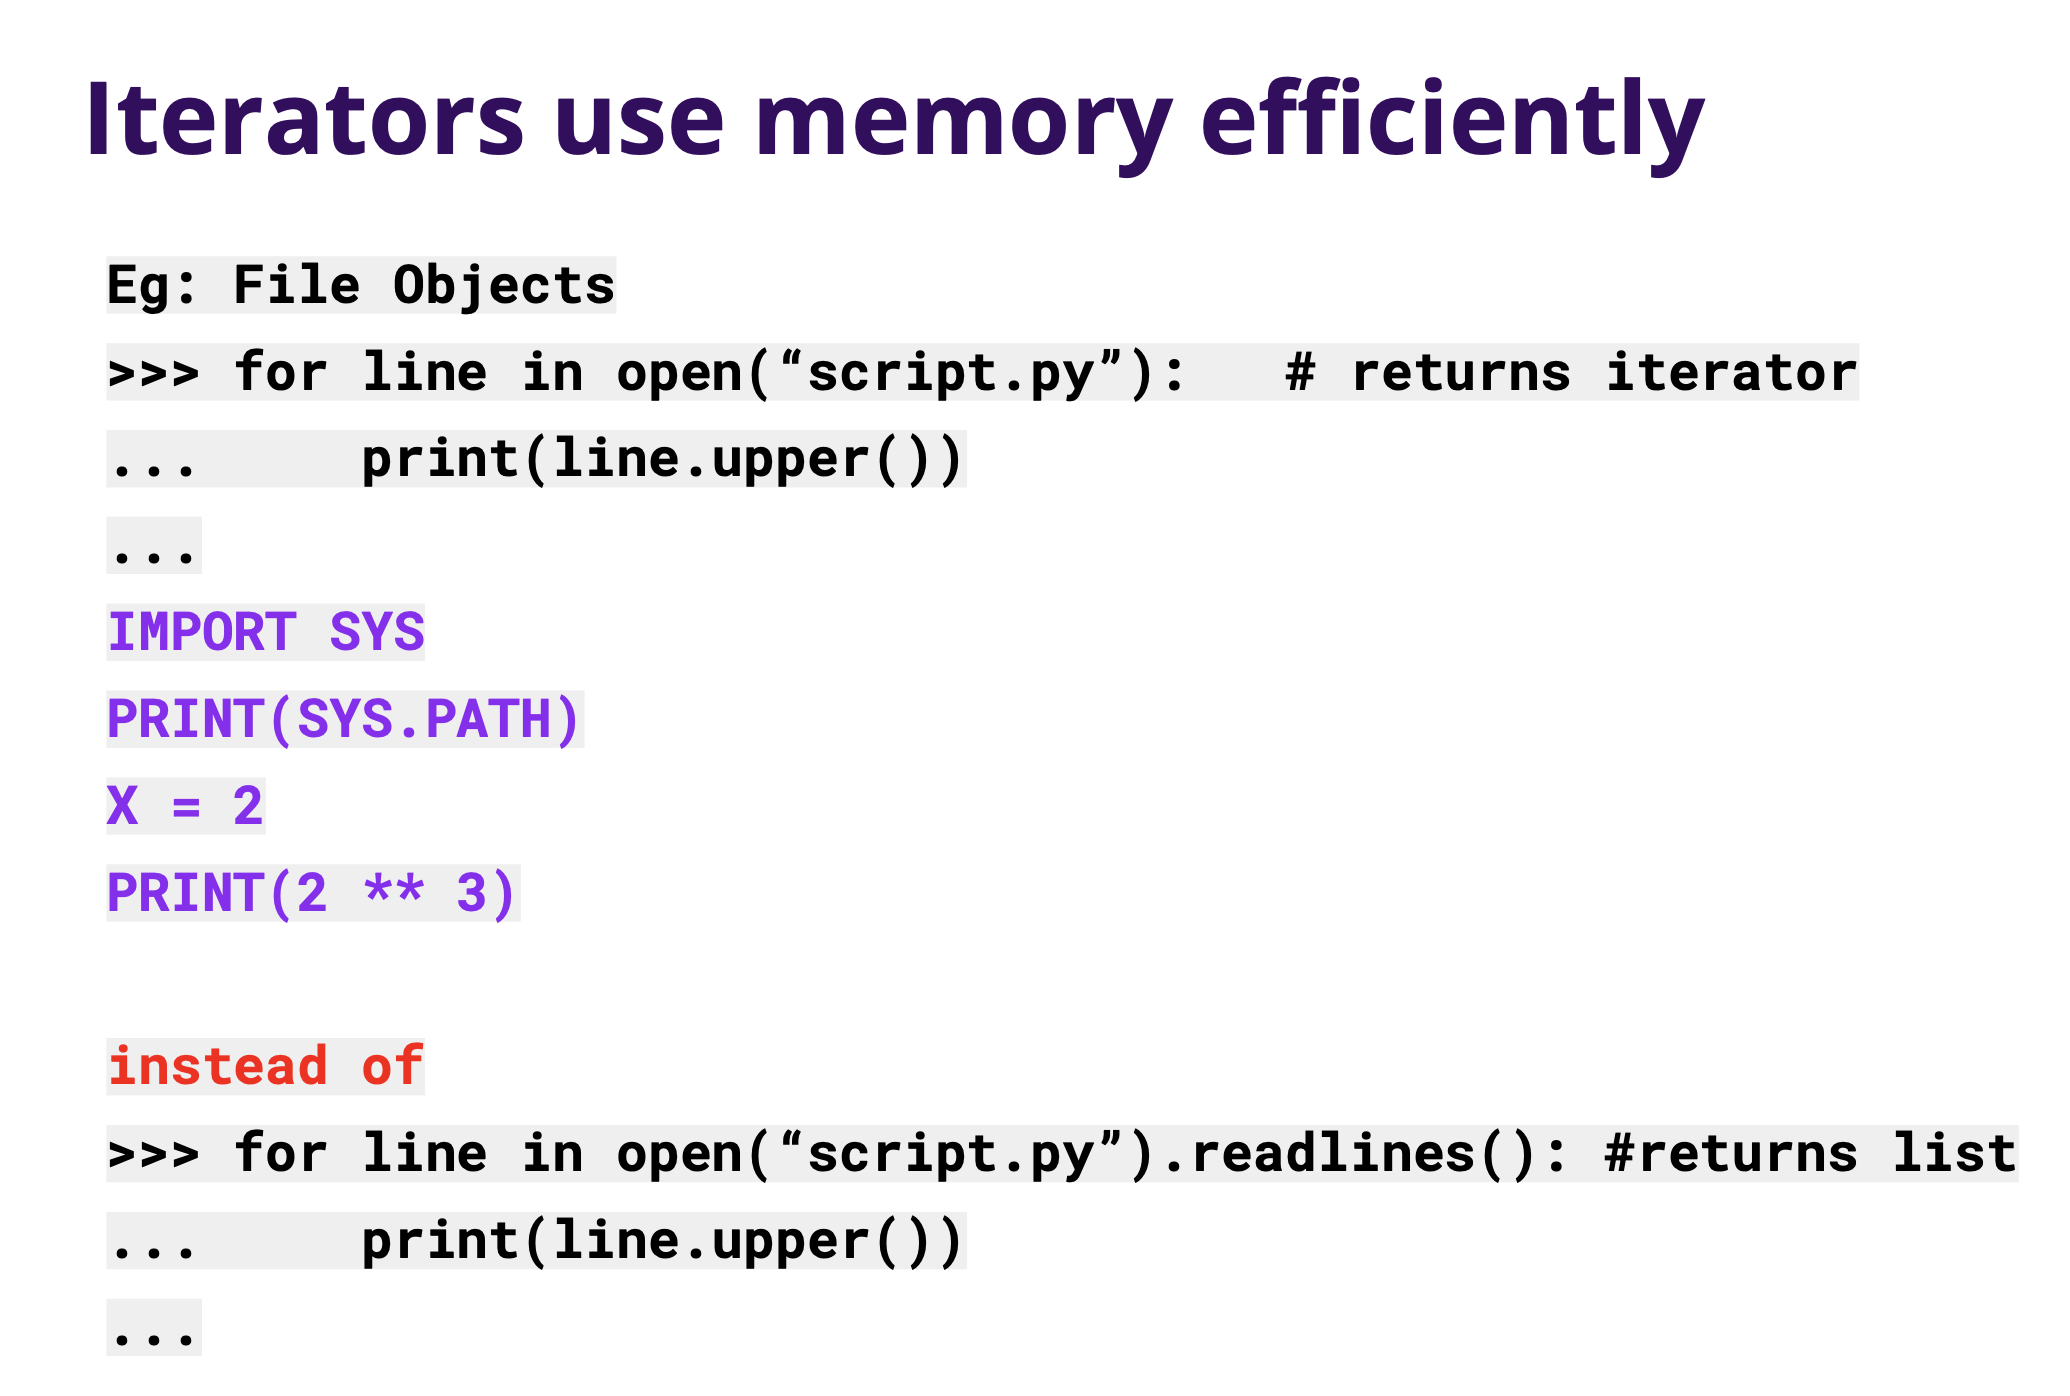 Iterators use memory efficiently
Eg: File Objects
>>> for line in open(“script.py”):   # returns iterator
...     print(line.upper())
...
IMPORT SYS
PRINT(SYS.PATH)
X = 2
PRINT(2 ** 3)
instead of
>>> for line in open(“script.py”).readlines(): #returns list
...     print(line.upper())
...